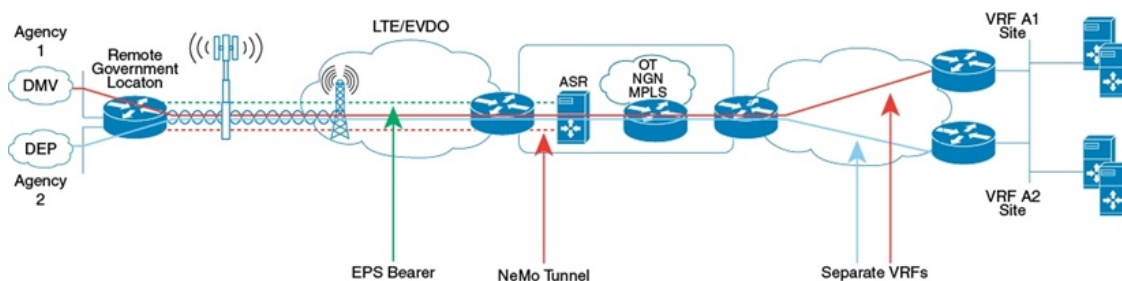 Agency
1
DMV
DEP
Agency
2
Remote
Government
Locaton
LTE/EVDO
ASR
OT
NGN
MPLS
VRF A1
Site
VRF A2
Site
EPS Bearer
NeMo Tunnel
Separate VRFs